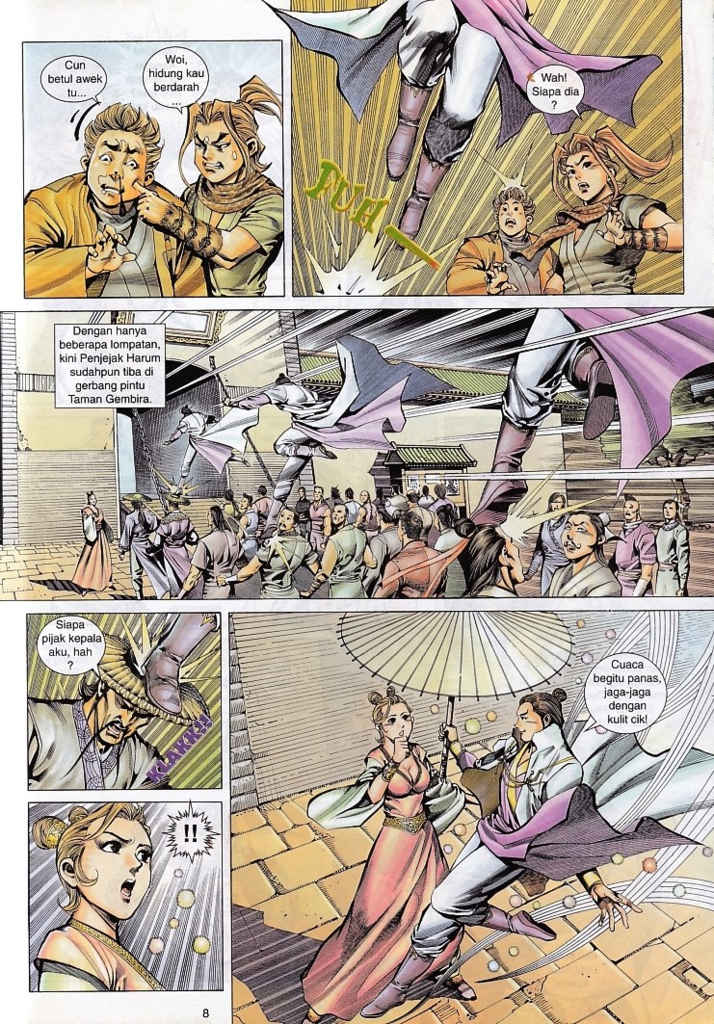 Cun
betul awek
tu...
Woi,
hidung kau
berdarah
...
Wah!
Siapa dia
?
FUH
Dengan hanya
beberapa lompatan,
kini Penjejak Harum
sudahpun tiba di
gerbang pintu
Taman Gembira.
Siapa
pijak kepala
aku, hah
?
KLAKK!!
Cuaca
begitu panas,
jaga-jaga
dengan
kulit cik!
!!
8